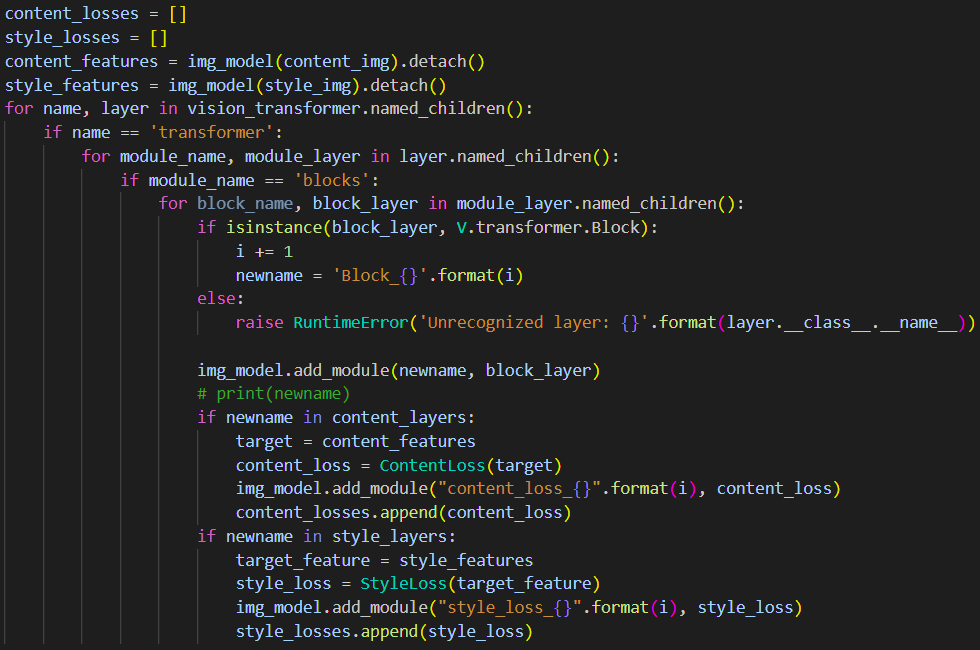 content_losses = []
style_losses = []
content_features = img_model(content_img).detach()
style_features = img_model(style_img).detach()
for name, layer in vision_transformer.named_children():
    if name == 'transformer':
        for module_name, module_layer in layer.named_children():
            if module_name == 'blocks':
                for block_name, block_layer in module_layer.named_children():
                    if isinstance(block_layer, V.transformer.Block):
                        i += 1
                        newname = 'Block_{}'.format(i)
                    else:
                        raise RuntimeError('Unrecognized layer: {}'.format(layer.__class__.__name__))

                    img_model.add_module(newname, block_layer)
                    # print(newname)
                    if newname in content_layers:
                        target = content_features
                        content_loss = ContentLoss(target)
                        img_model.add_module("content_loss_{}".format(i), content_loss)
                        content_losses.append(content_loss)
                    if newname in style_layers:
                        target_feature = style_features
                        style_loss = StyleLoss(target_feature)
                        img_model.add_module("style_loss_{}".format(i), style_loss)
                        style_losses.append(style_loss)